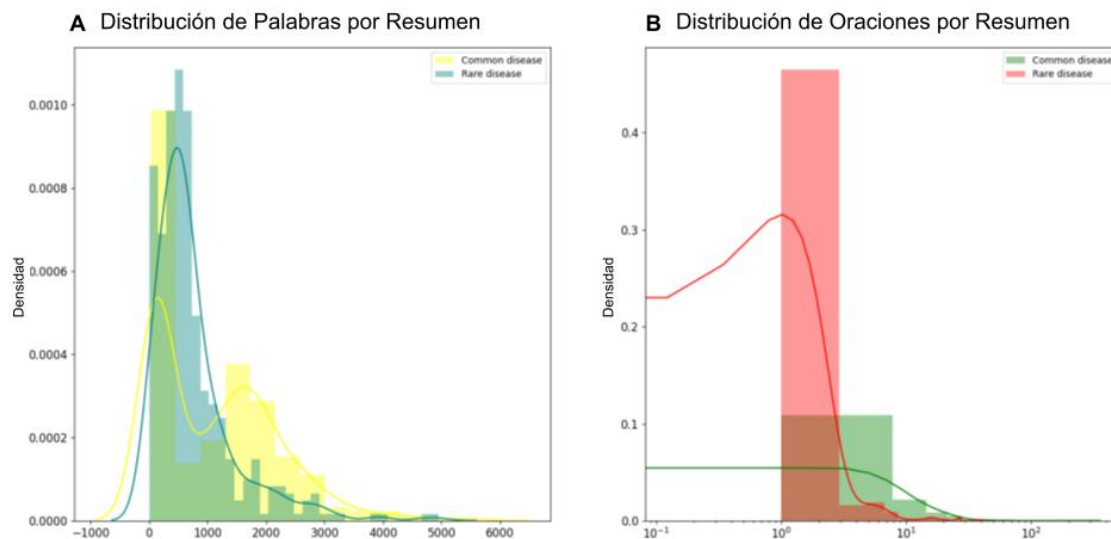 A Distribución de Palabras por Resumen
Common disease
Rare disease
Densidad
0.0010
0.0008
0.0006
0.0004
0.0002
0.0000
−1000 0 1000 2000 3000 4000 5000 6000
B Distribución de Oraciones por Resumen
Common disease
Rare disease
Densidad
0.4
0.3
0.2
0.1
0.0
10⁻¹ 10⁰ 10¹ 10²